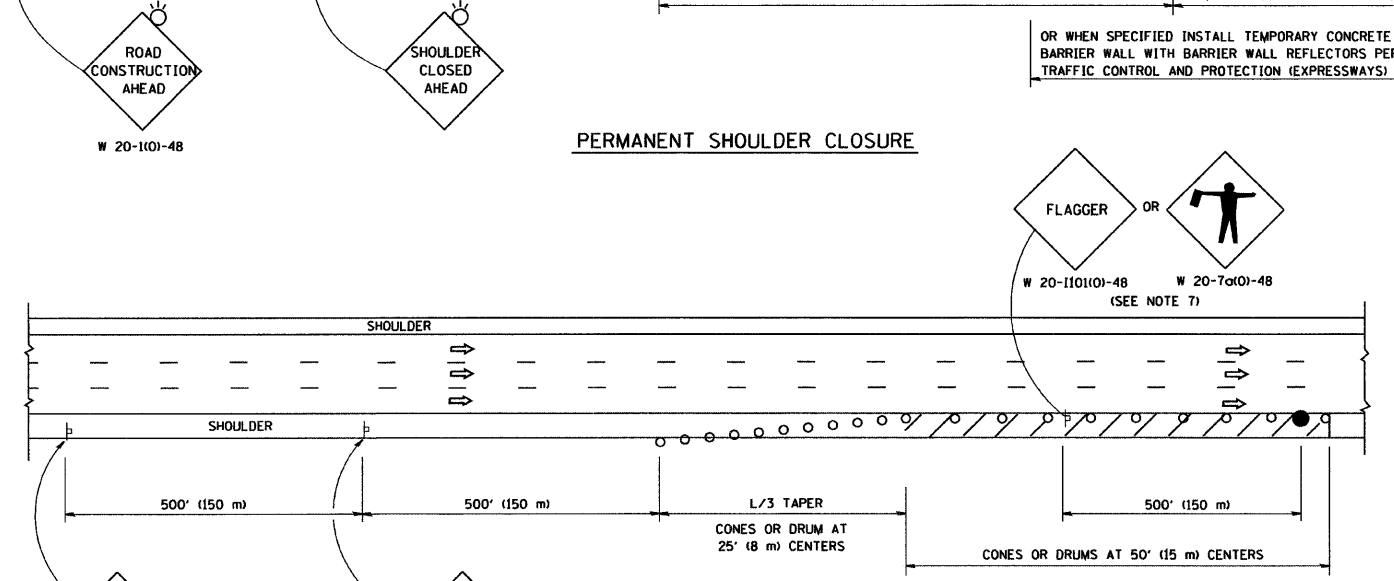 ROAD
CONSTRUCTION
AHEAD
W 20-1(O)-48
SHOULDER
CLOSED
AHEAD
OR WHEN SPECIFIED INSTALL TEMPORARY CONCRETE
BARRIER WALL WITH BARRIER WALL REFLECTORS PER
TRAFFIC CONTROL AND PROTECTION (EXPRESSWAYS)
PERMANENT SHOULDER CLOSURE
FLAGGER
OR
W 20-I101(O)-48
W 20-7a(O)-48
(SEE NOTE 7)
SHOULDER
SHOULDER
500' (150 m)
500' (150 m)
L/3 TAPER
500' (150 m)
CONES OR DRUM AT
25' (8 m) CENTERS
CONES OR DRUMS AT 50' (15 m) CENTERS